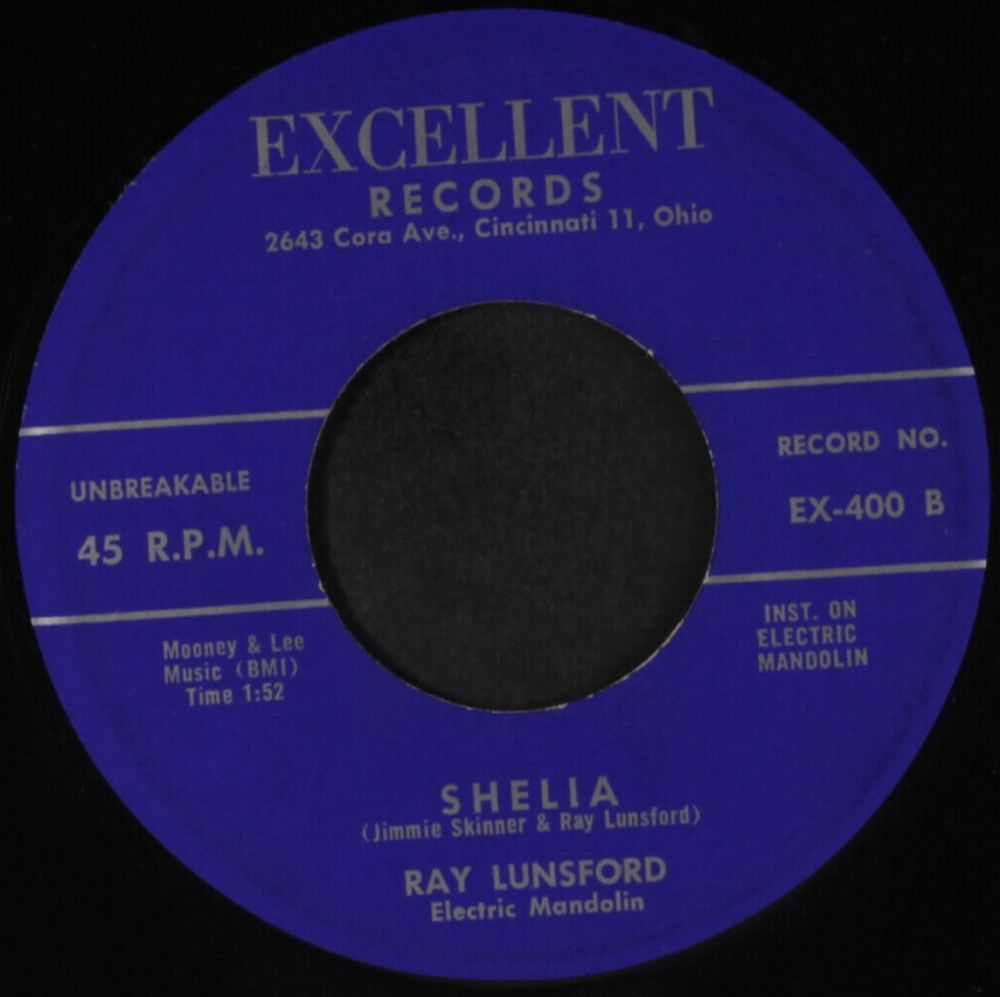 EXCELLENT
RECORDS
2643 Cora Ave., Cincinnati 11, Ohio
UNBREAKABLE
45 R.P.M.
RECORD NO.
EX-400 B
Mooney & Lee
Music (BMI)
Time 1:52
INST. ON
ELECTRIC
MANDOLIN
SHELIA
(Jimmie Skinner & Ray Lunsford)
RAY LUNSFORD
Electric Mandolin